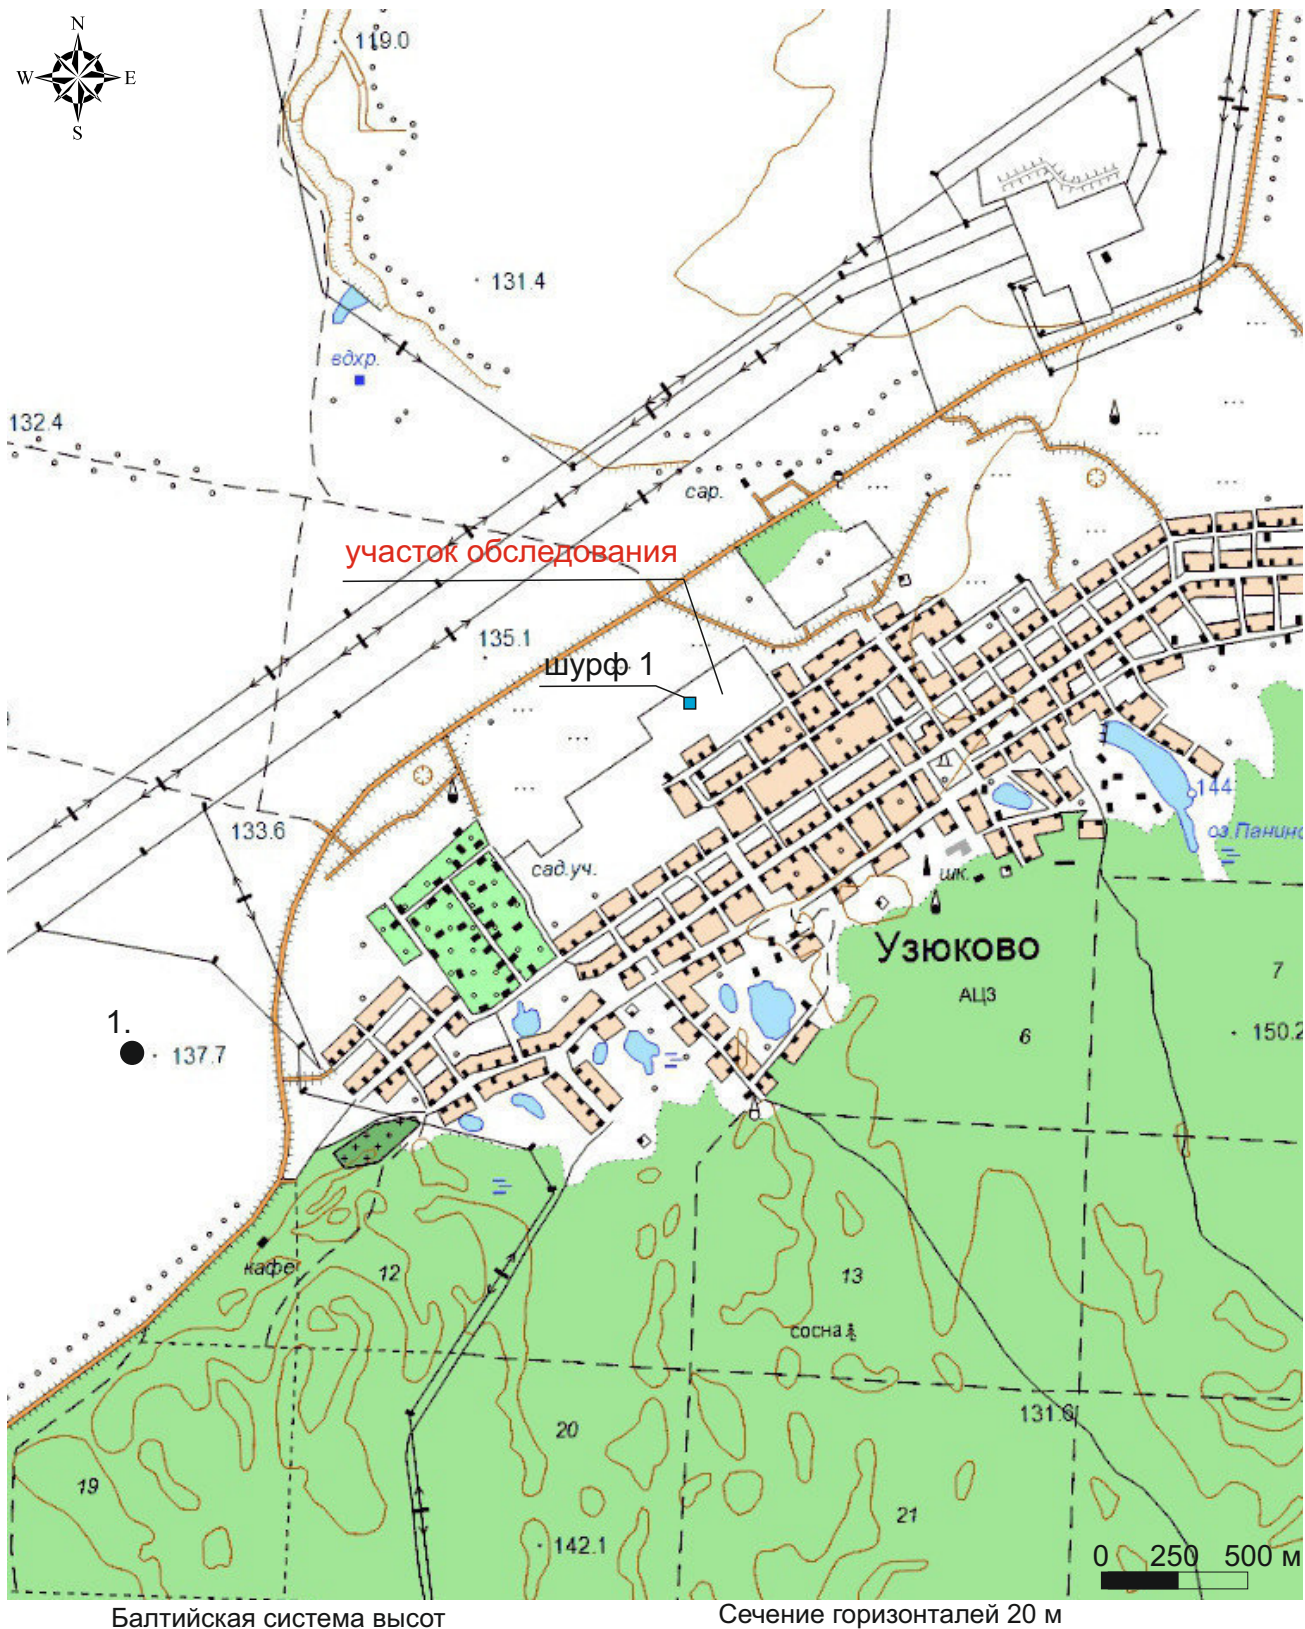 N
W E
S
119.0
131.4
вдхр.
132.4
сар.
участок обследования
135.1
шурф 1
144
133.6
оз.Панино
сад.уч.
шк.
Узюково
АЦЗ
7
1.
137.7
6
150.2
кафе
12
13
сосна
131.6
20
19
21
142.1
0 250 500 м
Балтийская система высот
Сечение горизонталей 20 м